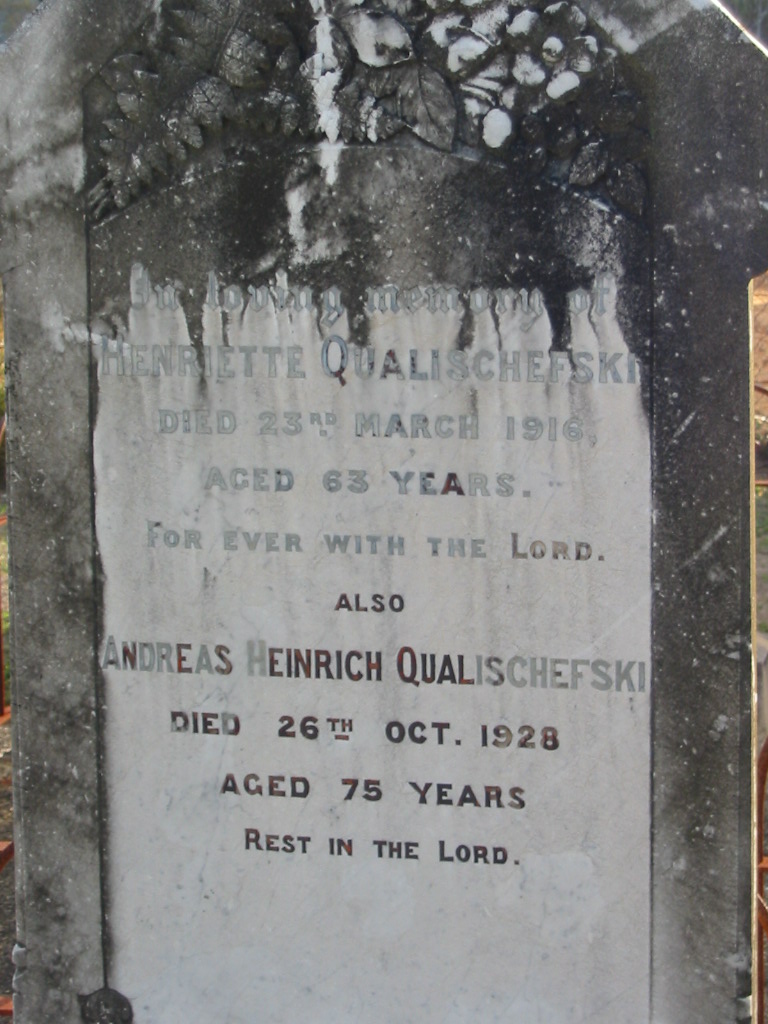 In loving memory of
HENRIETTE QUALISCHEFSKI
DIED 23RD MARCH 1916.
AGED 63 YEARS.
FOR EVER WITH THE LORD.
ALSO
ANDREAS HEINRICH QUALISCHEFSKI
DIED 26TH OCT. 1928
AGED 75 YEARS
REST IN THE LORD.